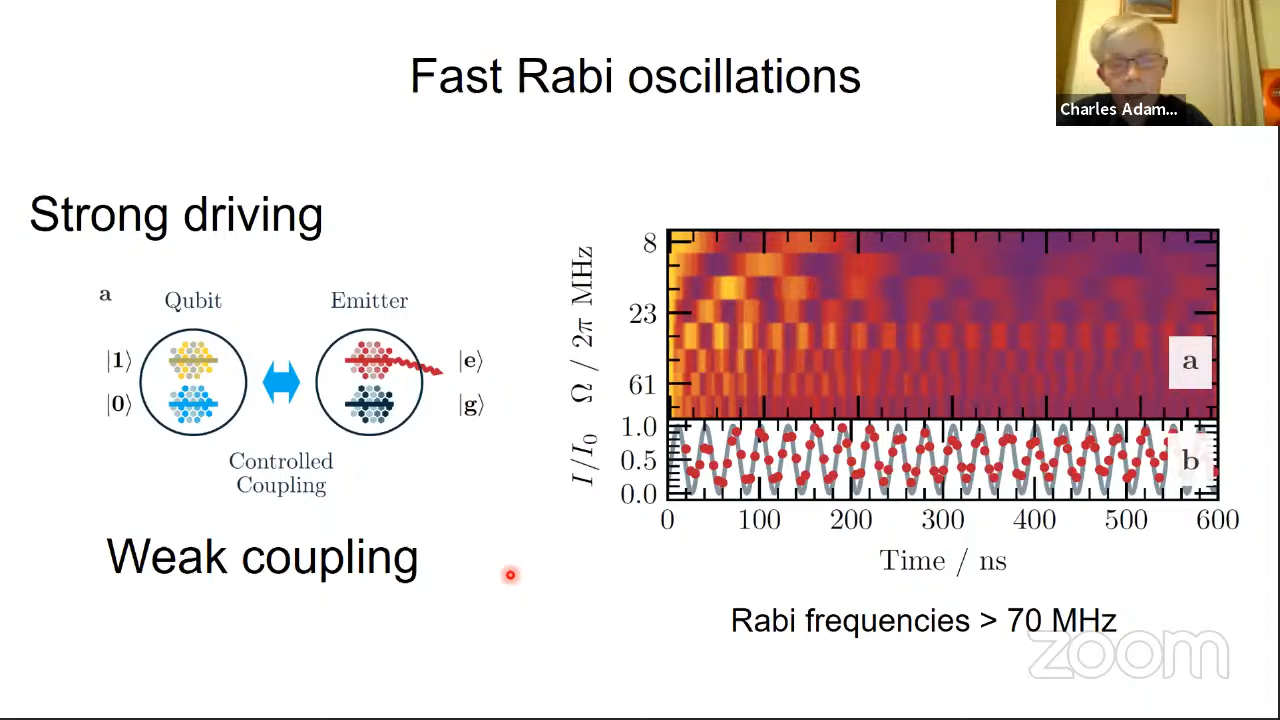 Fast Rabi oscillations
Charles Adam...
Strong driving
a
Qubit
Emitter
|1⟩
|0⟩
|e⟩
|g⟩
Controlled
Coupling
Weak coupling
Ω / 2π MHz
8
23
61
a
I/I₀
1.0
0.5
0.0
b
0 100 200 300 400 500 600
Time / ns
Rabi frequencies > 70 MHz
zoom